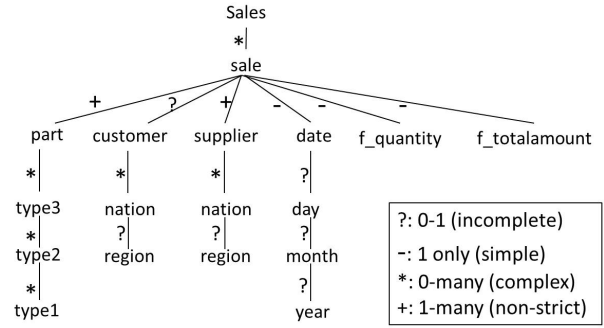 Sales
*
sale
+ ? + - - -
part customer supplier date f_quantity f_totalamount
* * * ?
type3 nation nation day
* ? ? ?
type2 region region month
* ?
type1 year
?: 0-1 (incomplete)
-: 1 only (simple)
*: 0-many (complex)
+: 1-many (non-strict)